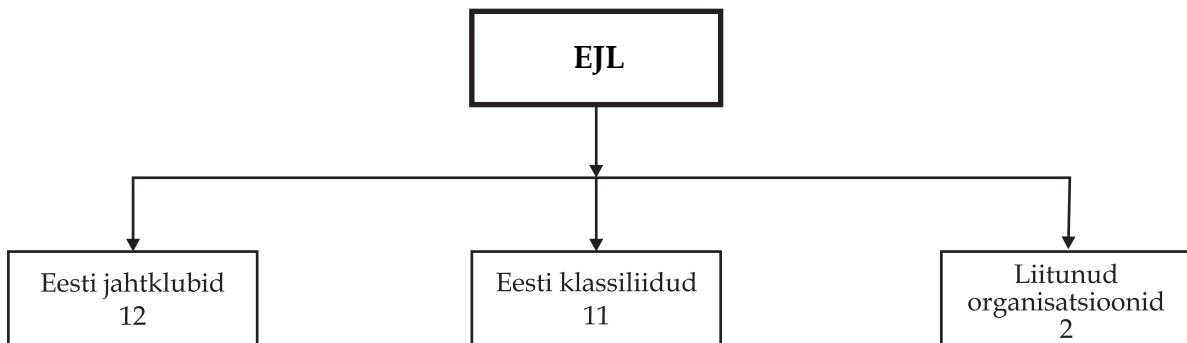 EJL
Eesti jahtklubid
12
Eesti klassiliidud
11
Liitunud
organisatsioonid
2